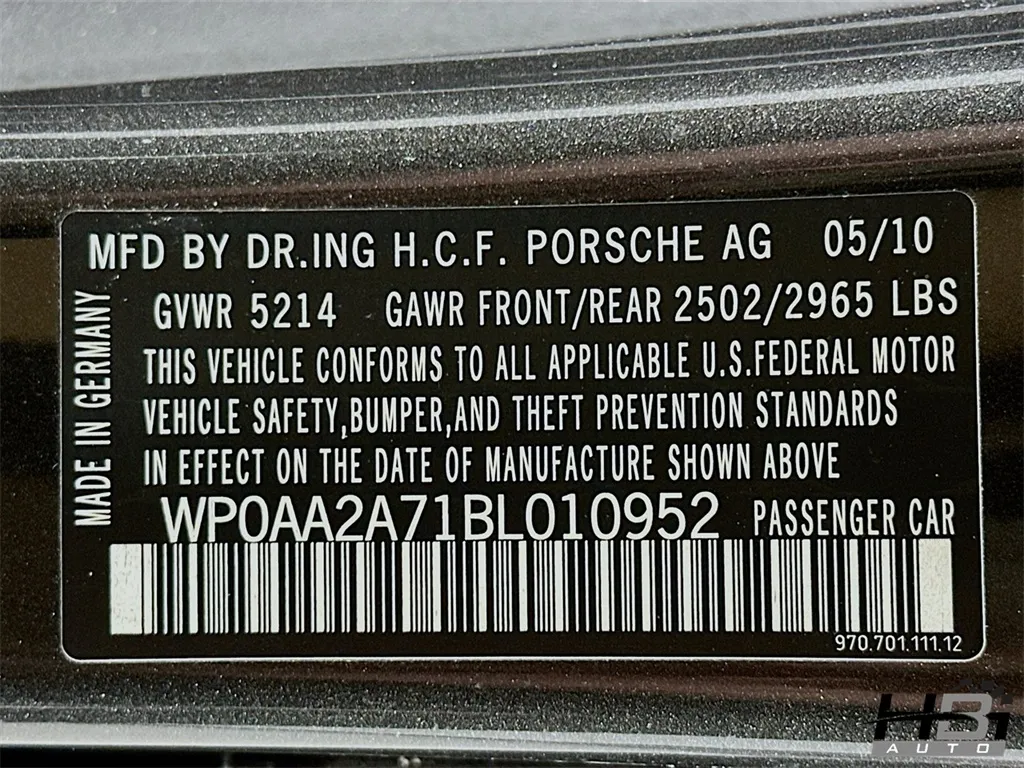 MFD BY DR.ING H.C.F. PORSCHE AG 05/10
GVWR 5214 GAWR FRONT/REAR 2502/2965 LBS
THIS VEHICLE CONFORMS TO ALL APPLICABLE U.S.FEDERAL MOTOR
VEHICLE SAFETY,BUMPER,AND THEFT PREVENTION STANDARDS
IN EFFECT ON THE DATE OF MANUFACTURE SHOWN ABOVE
WP0AA2A71BL010952 PASSENGER CAR
970.701.111.12
MADE IN GERMANY
HBI
AUTO